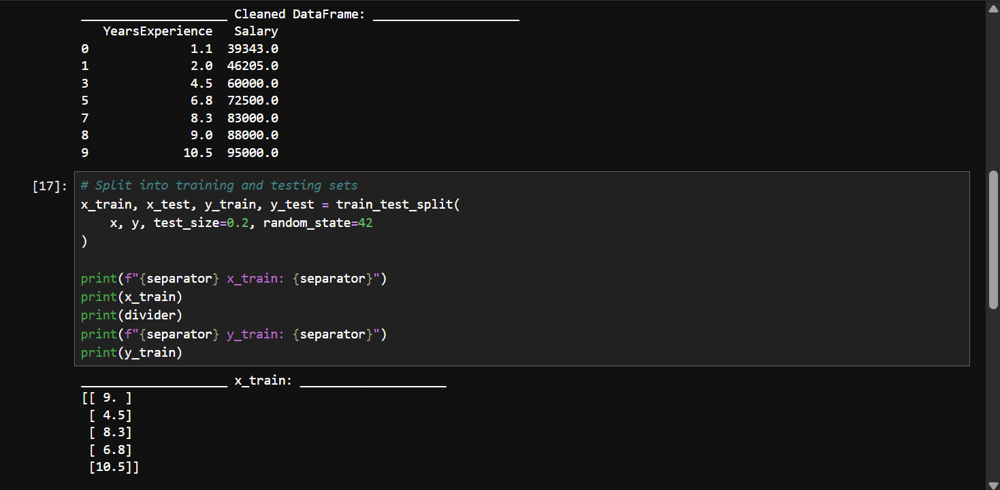 ____________________ Cleaned DataFrame: ____________________
   YearsExperience   Salary
0              1.1  39343.0
1              2.0  46205.0
3              4.5  60000.0
5              6.8  72500.0
7              8.3  83000.0
8              9.0  88000.0
9             10.5  95000.0
[17]: # Split into training and testing sets
x_train, x_test, y_train, y_test = train_test_split(
    x, y, test_size=0.2, random_state=42
)
print(f"{separator} x_train: {separator}")
print(x_train)
print(divider)
print(f"{separator} y_train: {separator}")
print(y_train)
____________________ x_train: ____________________
[[ 9. ]
 [ 4.5]
 [ 8.3]
 [ 6.8]
 [10.5]]